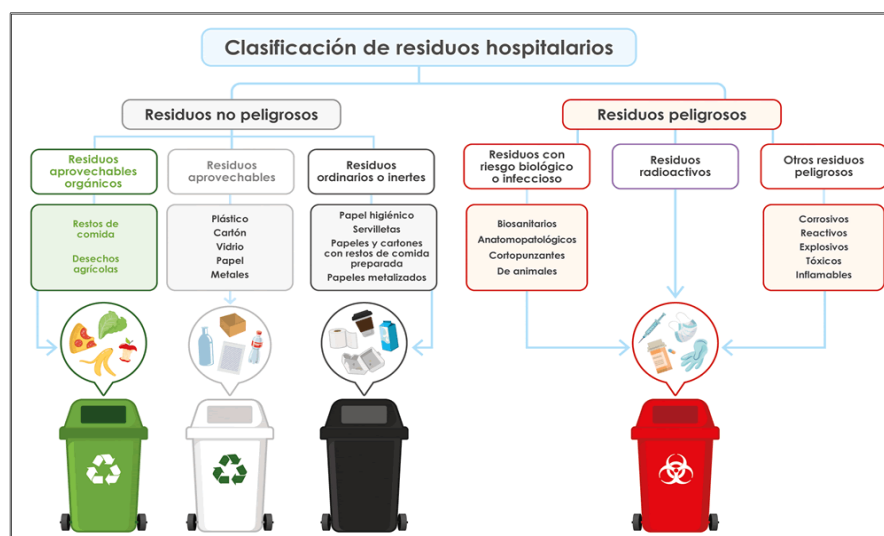 Clasificación de residuos hospitalarios
Residuos no peligrosos
Residuos peligrosos
Residuos
aprovechables
orgánicos
Residuos
aprovechables
Residuos
ordinarios o inertes
Residuos con
riesgo biológico
o infeccioso
Residuos
radioactivos
Otros residuos
peligrosos
Restos de
comida
Desechos
agrícolas
Plástico
Cartón
Vidrio
Papel
Metales
Papel higiénico
Servilletas
Papeles y cartones
con restos de comida
preparada
Papeles metalizados
Biosanitarios
Anatomopatológicos
Cortopunzantes
De animales
Corrosivos
Reactivos
Explosivos
Tóxicos
Inflamables